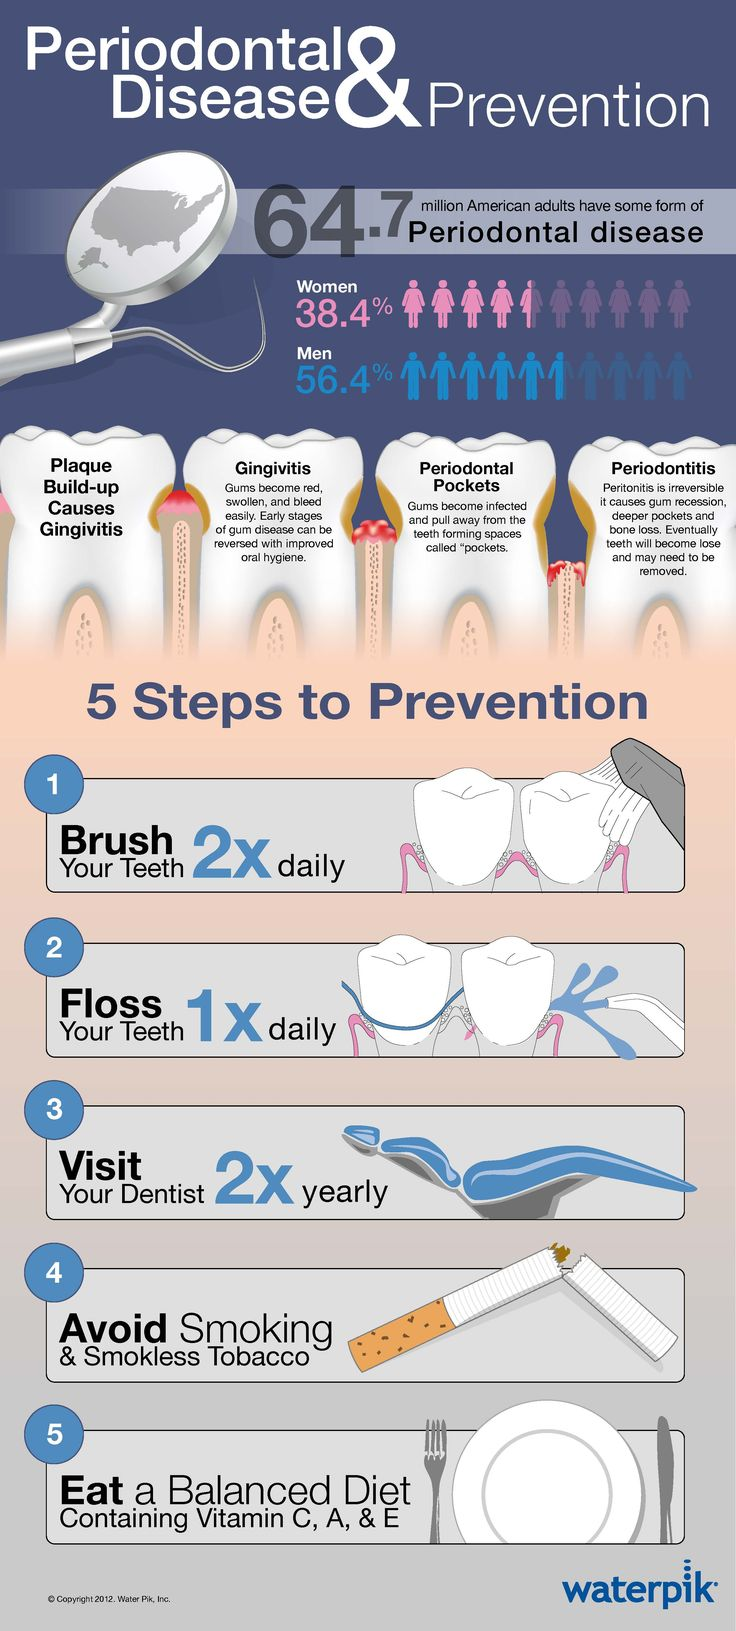 Periodontal
Disease & Prevention
64.7 million American adults have some form of
Periodontal disease
Women
38.4%
Men
56.4%
Plaque
Build-up
Causes
Gingivitis
Gingivitis
Gums become red,
swollen, and bleed
easily. Early stages
of gum disease can be
reversed with improved
oral hygiene.
Periodontal
Pockets
Gums become infected
and pull away from the
teeth forming spaces
called “pockets.
Periodontitis
Peritonitis is irreversible
it causes gum recession,
deeper pockets and
bone loss. Eventually
teeth will become lose
and may need to be
removed.
5 Steps to Prevention
1
Brush
Your Teeth 2x daily
2
Floss
Your Teeth 1x daily
3
Visit
Your Dentist 2x yearly
4
Avoid Smoking
& Smokless Tobacco
5
Eat a Balanced Diet
Containing Vitamin C, A, & E
© Copyright 2012. Water Pik, Inc.
waterpik®